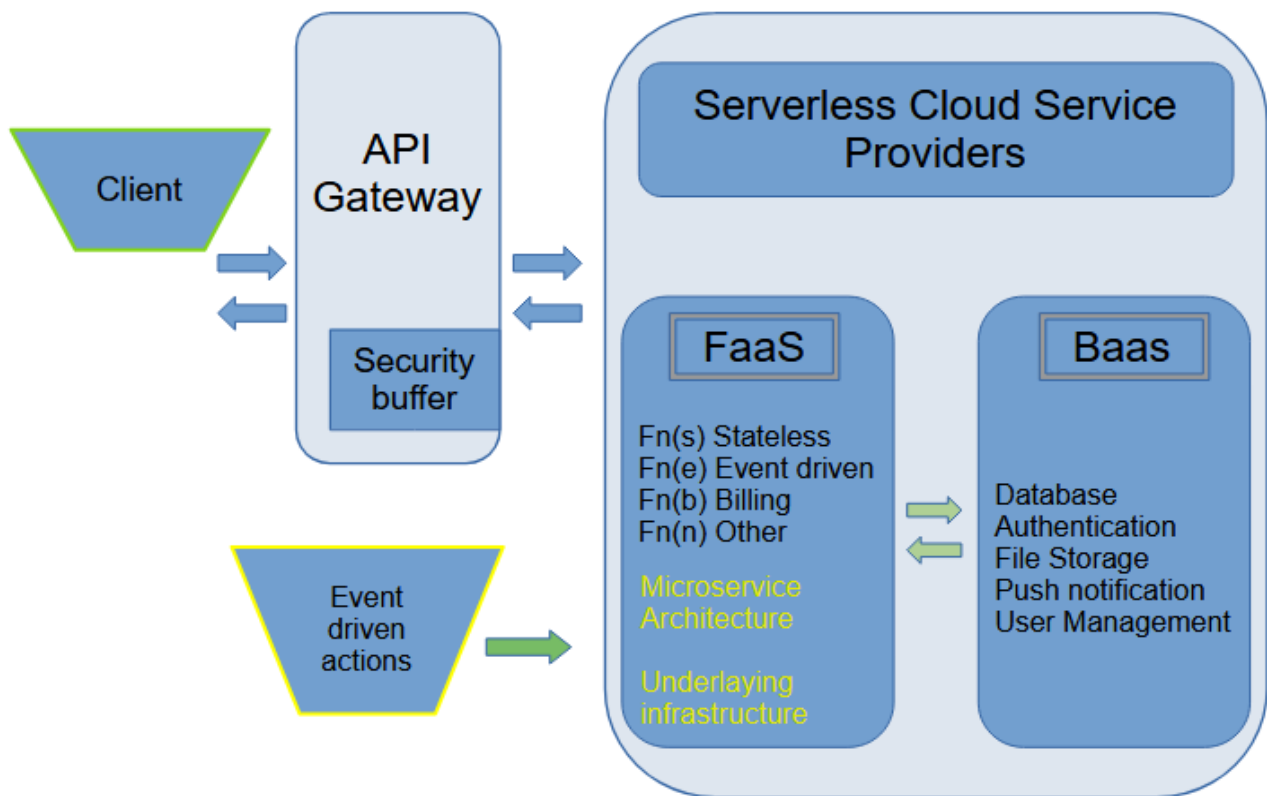 Client
API
Gateway
Security
buffer
Event
driven
actions
Serverless Cloud Service
Providers
FaaS
Fn(s) Stateless
Fn(e) Event driven
Fn(b) Billing
Fn(n) Other
Microservice
Architecture
Underlaying
infrastructure
Baas
Database
Authentication
File Storage
Push notification
User Management